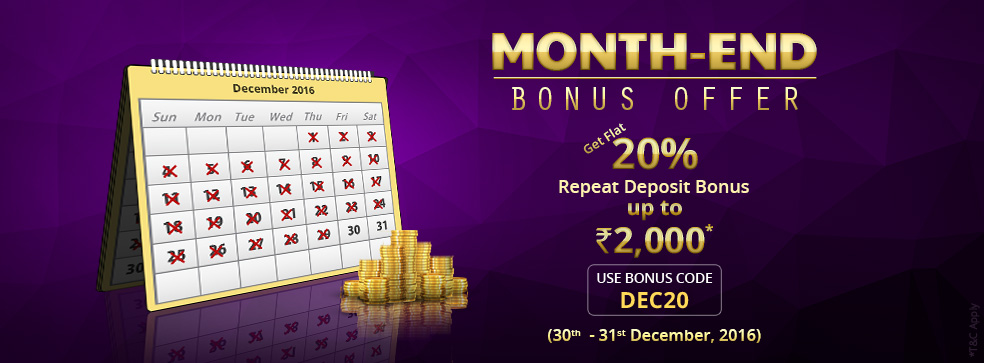 December 2016
Sun Mon Tue Wed Thu Fri Sat
1 2 3
4 5 6 7 8 9 10
11 12 13 14 15 16 17
18 19 20 21 22 23 24
25 26 27 28 29 30 31
30
MONTH-END
BONUS OFFER
Get Flat
20%
Repeat Deposit Bonus
up to
₹2,000*
USE BONUS CODE
DEC20
(30th - 31st December, 2016)
*T&C Apply